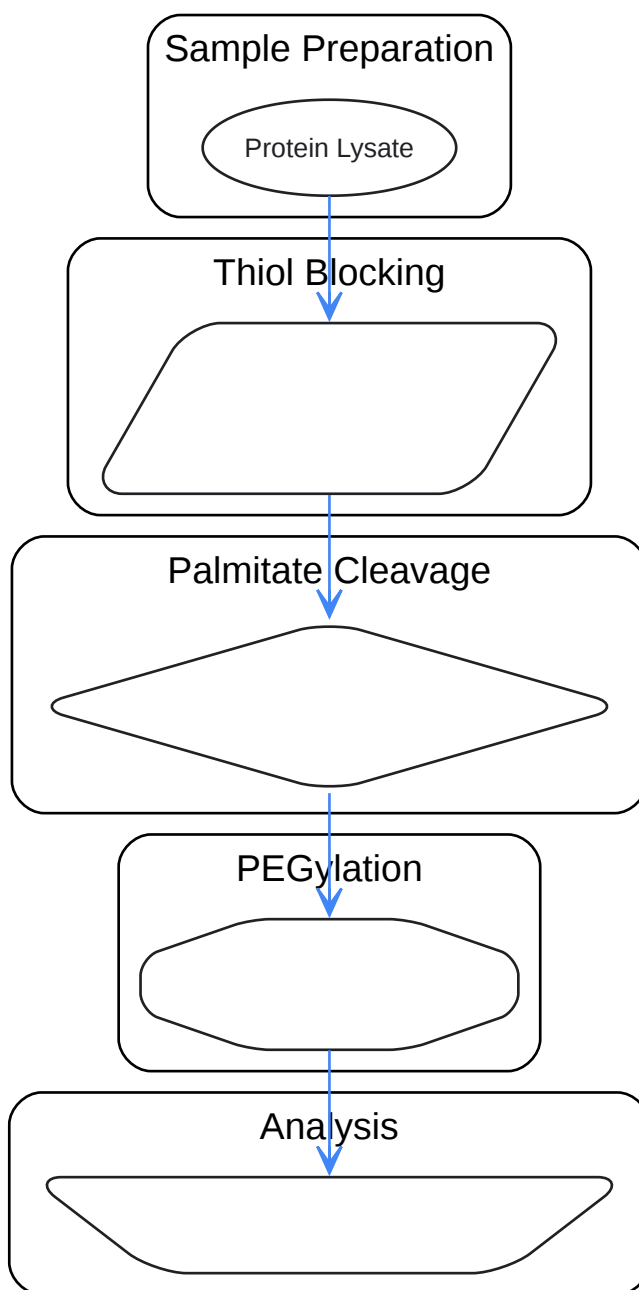 Sample Preparation
Protein Lysate
Thiol Blocking
Palmitate Cleavage
PEGylation
Analysis